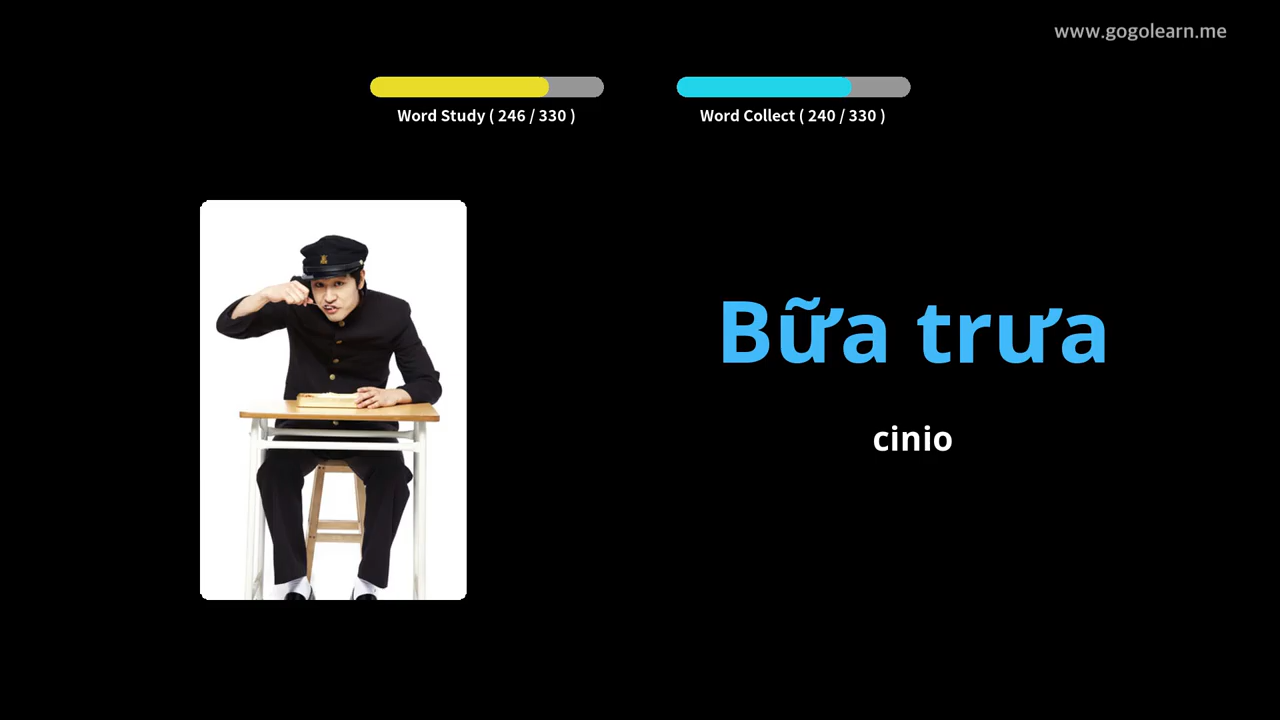 www.gogolearn.me
Word Study ( 246 / 330 )
Word Collect ( 240 / 330 )
Bữa trưa
cinio